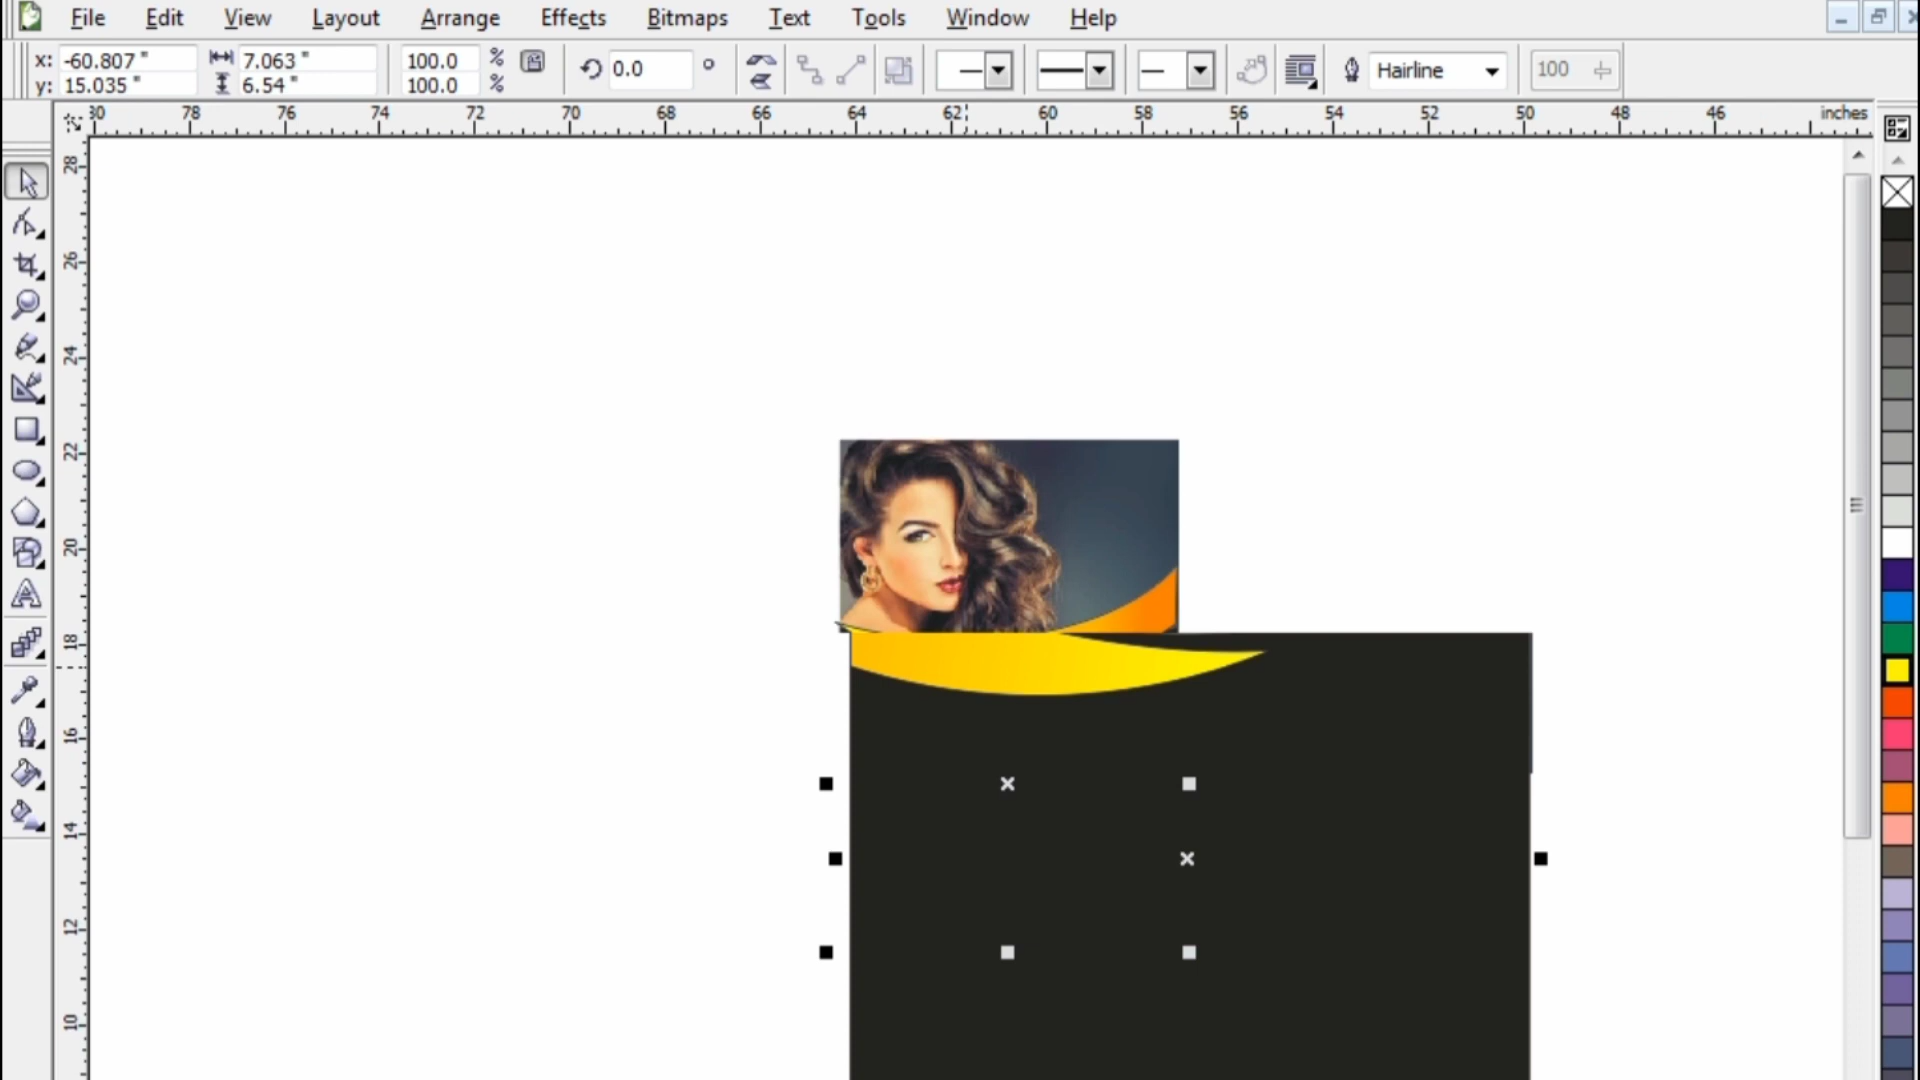 File Edit View Layout Arrange Effects Bitmaps Text Tools Window Help
x: -60.807 " 7.063 " 100.0 % 0.0 ° Hairline 100
y: 15.035 " 6.54 " 100.0 %
80 78 76 74 72 70 68 66 64 62 60 58 56 54 52 50 48 46 inches
28
26
24
22
20
18
16
14
12
10